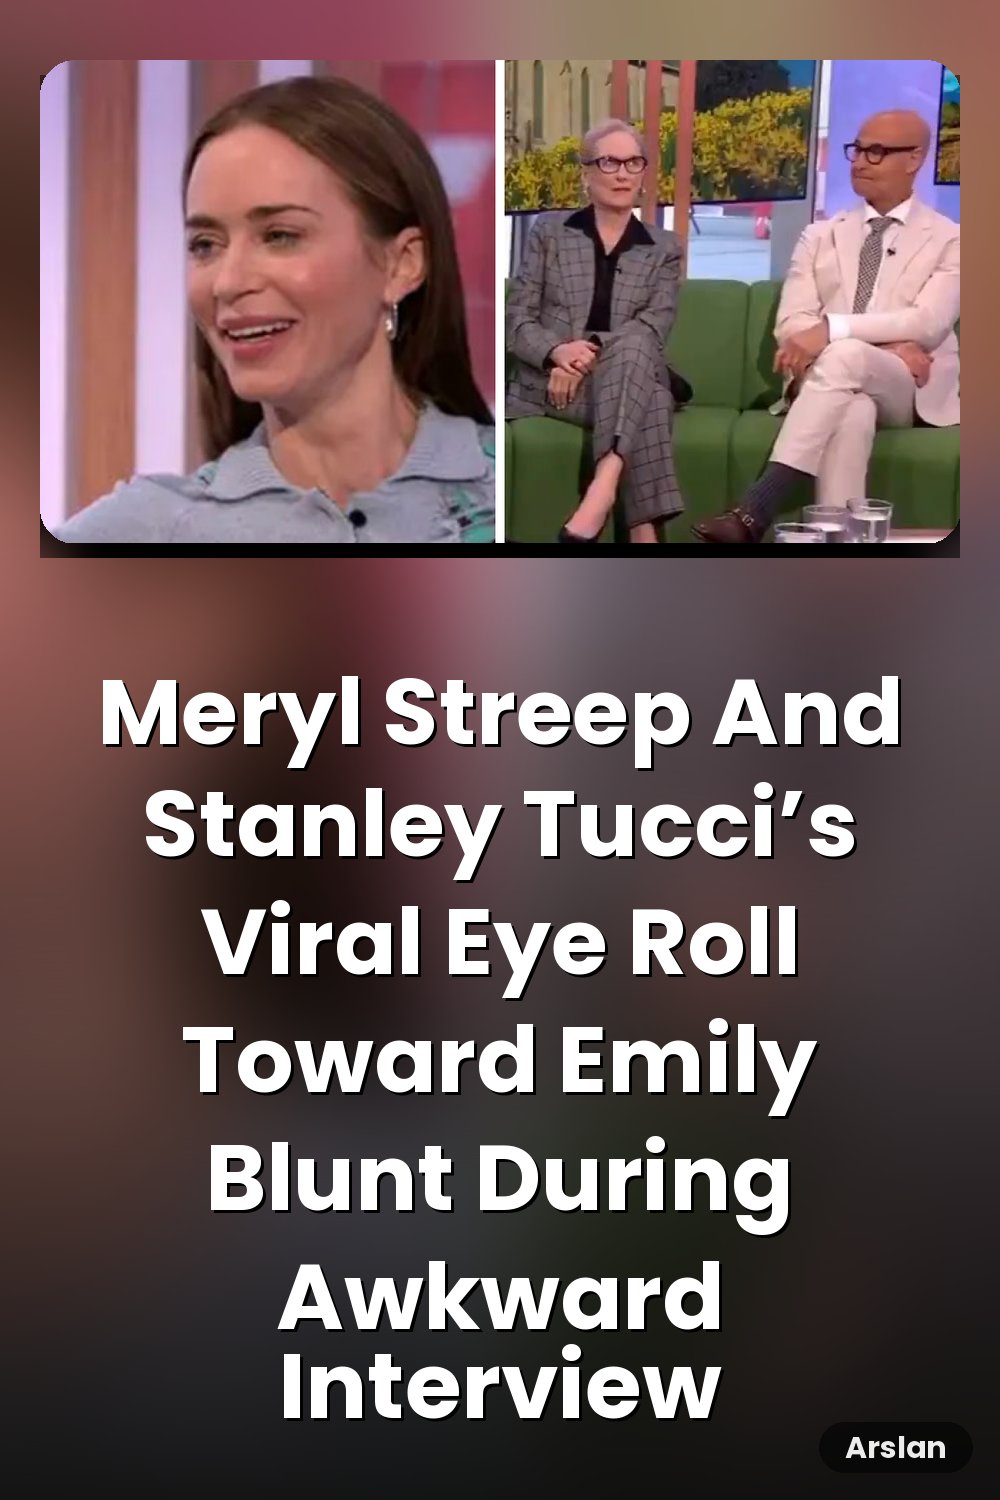 Meryl Streep And
Stanley Tucci’s
Viral Eye Roll
Toward Emily
Blunt During
Awkward
Interview
Arslan